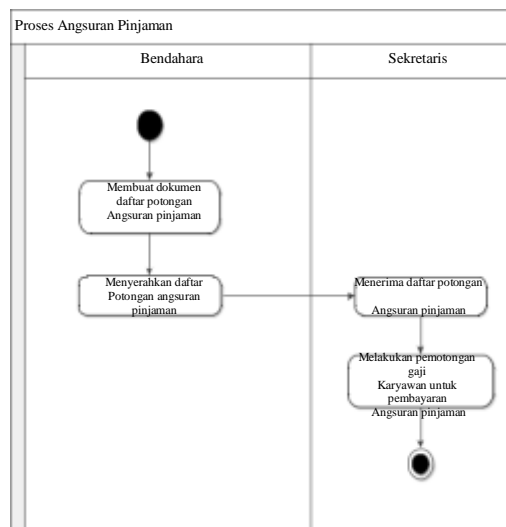 Proses Angsuran Pinjaman
Bendahara
Sekretaris
Membuat dokumen
daftar potongan
Angsuran pinjaman
Menyerahkan daftar
Potongan angsuran
pinjaman
Menerima daftar potongan
Angsuran pinjaman
Melakukan pemotongan
gaji
Karyawan untuk
pembayaran
Angsuran pinjaman